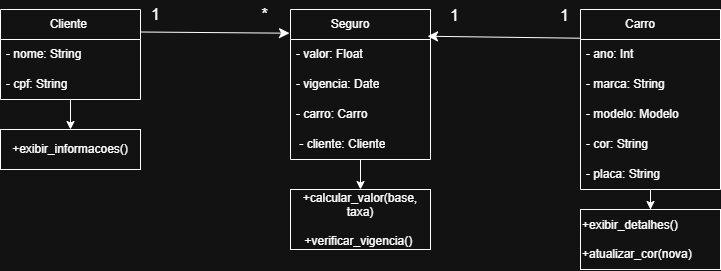 Cliente
- nome: String
- cpf: String
+exibir_informacoes()
1
*
Seguro
- valor: Float
- vigencia: Date
- carro: Carro
- cliente: Cliente
+calcular_valor(base,
taxa)
+verificar_vigencia()
1
1
Carro
- ano: Int
- marca: String
- modelo: Modelo
- cor: String
- placa: String
+exibir_detalhes()
+atualizar_cor(nova)